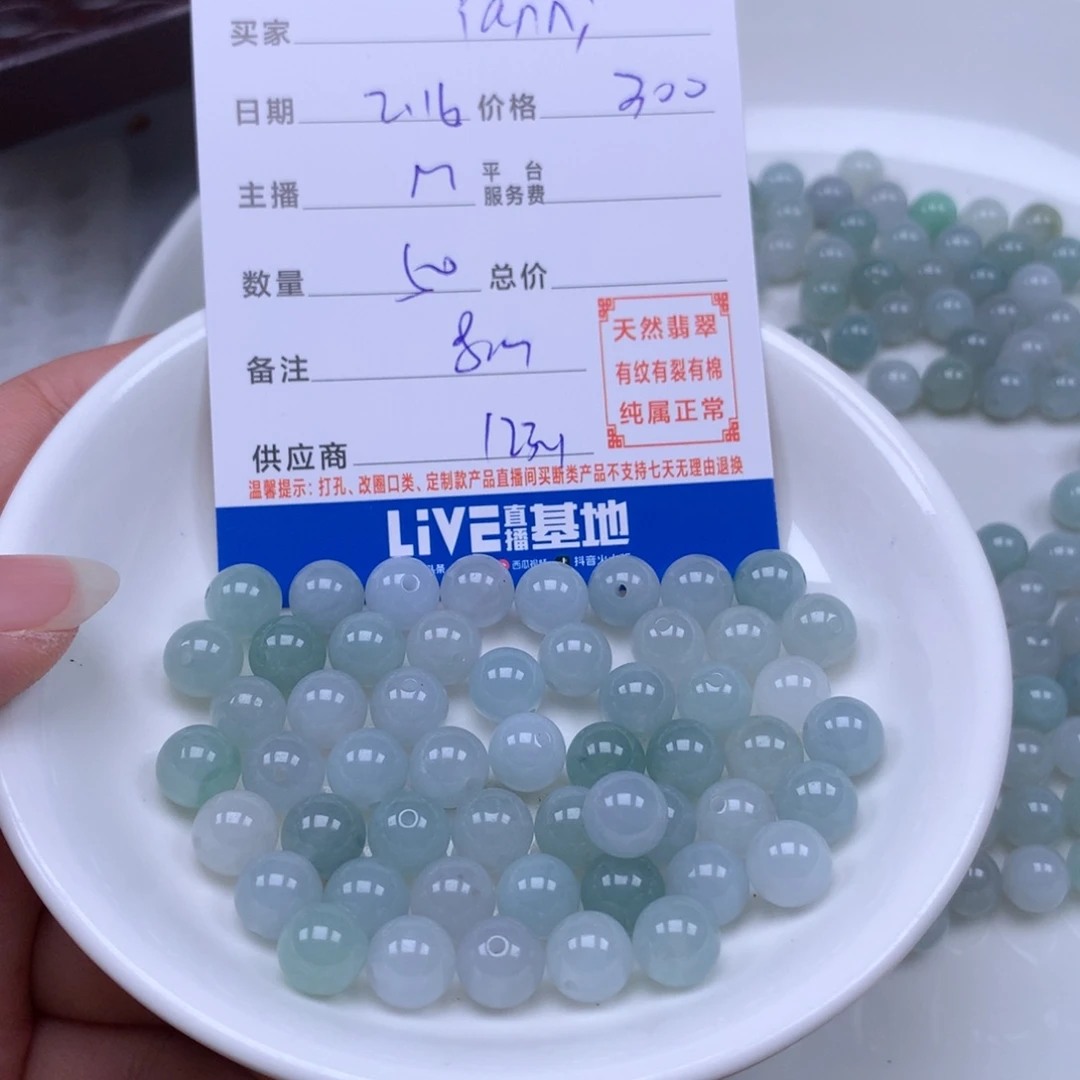 买家
日期 2.16 价格 300
主播 M 平台服务费
数量 50 总价
备注 8m
供应商
天然翡翠
有纹有裂有棉
纯属正常
温馨提示：打孔、改圈口类、定制款产品直播间买断类产品不支持七天无理由退换
LiVE直播基地